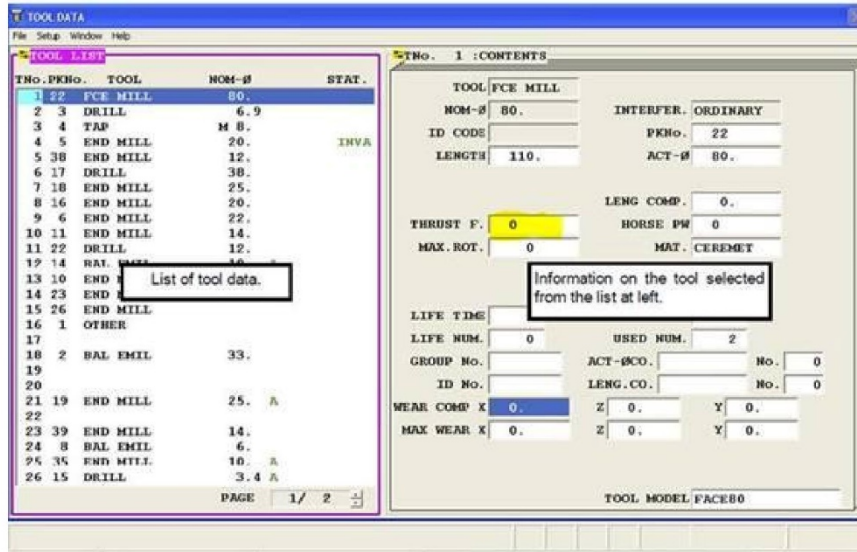 TOOL DATA
File Setup Window Help
TOOL LIST
TNo.PKNo. TOOL NOM-Ø STAT.
1 22 FCE MILL 80.
2 3 DRILL 6.9
3 4 TAP M 8.
4 5 END MILL 20. INVA
5 38 END MILL 12.
6 17 DRILL 38.
7 18 END MILL 25.
8 16 END MILL 20.
9 6 END MILL 22.
10 11 END MILL 14.
11 22 DRILL 12.
12 14 BAL
13 10 END
14 23 END
15 26 END MILL
16 1 OTHER
17
18 2 BAL EMIL 33.
19
20
21 19 END MILL 25. A
22
23 39 END MILL 14.
24 8 BAL EMIL 6.
25 35 END MILL 10. A
26 15 DRILL 3.4 A
PAGE 1/ 2
List of tool data.
TNo. 1 :CONTENTS
TOOL FCE MILL
NOM-Ø 80. INTERFER. ORDINARY
ID CODE PKNo. 22
LENGTH 110. ACT-Ø 80.
LENG COMP. 0.
THRUST F. 0 HORSE PW 0
MAX.ROT. 0 MAT. CEREMET
Information on the tool selected
from the list at left.
LIFE TIME
LIFE NUM. 0 USED NUM. 2
GROUP No. ACT-ØCO. No. 0
ID No. LENG.CO. No. 0
WEAR COMP X 0. Z 0. Y 0.
MAX WEAR X 0. Z 0. Y 0.
TOOL MODEL FACE80